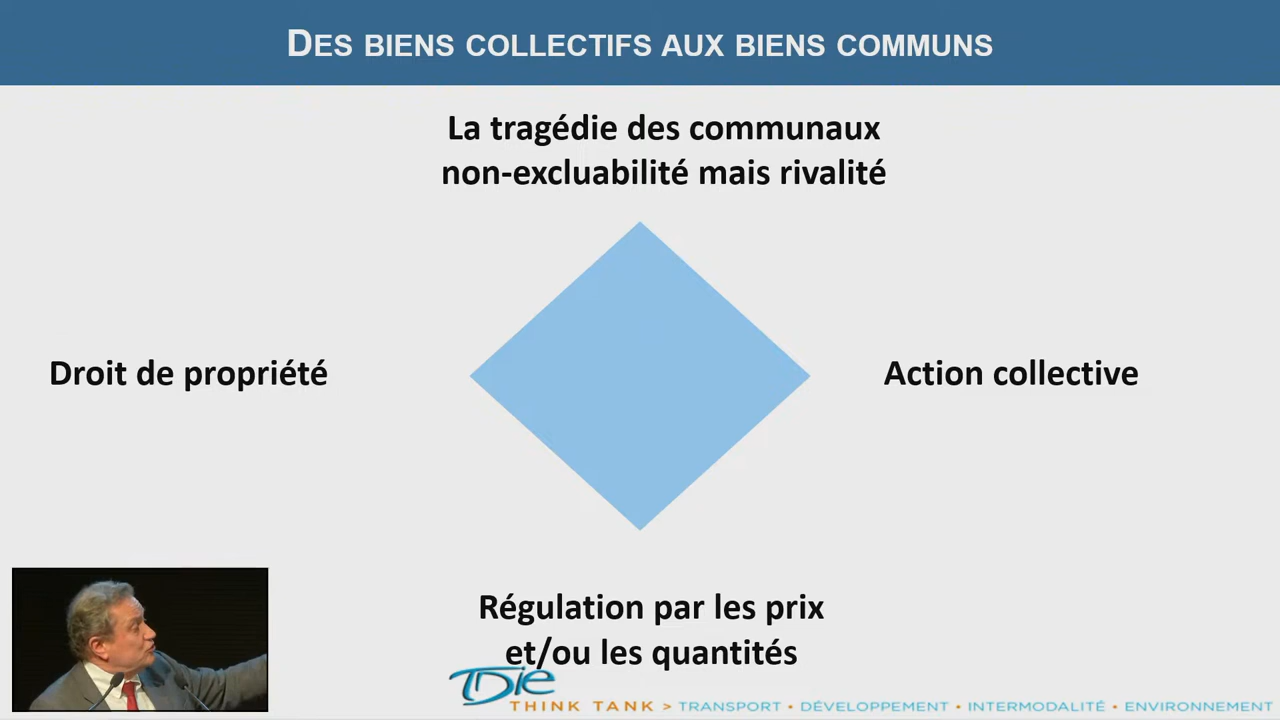 DES BIENS COLLECTIFS AUX BIENS COMMUNS
La tragédie des communaux
non-excluabilité mais rivalité
Droit de propriété
Action collective
Régulation par les prix
et/ou les quantités
TDie
THINK TANK > TRANSPORT • DÉVELOPPEMENT • INTERMODALITÉ • ENVIRONNEMENT